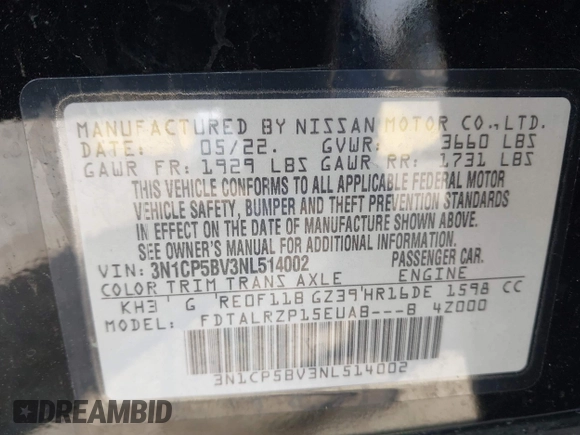 MANUFACTURED BY NISSAN MOTOR CO.,LTD.
DATE: 05/22. GVWR: 3660 LBS
GAWR FR: 1929 LBS GAWR RR: 1731 LBS
THIS VEHICLE CONFORMS TO ALL APPLICABLE FEDERAL MOTOR
VEHICLE SAFETY, BUMPER AND THEFT PREVENTION STANDARDS
IN EFFECT ON THE DATE OF MANUFACTURE SHOWN ABOVE.
SEE OWNER'S MANUAL FOR ADDITIONAL INFORMATION
VIN: 3N1CP5BV3NL514002 PASSENGER CAR.
COLOR TRIM TRANS AXLE ENGINE
KH3 G RE0F11B GZ39 HR16DE 1598 CC
MODEL: FDTALRZP15EUAB---B 4Z000
3N1CP5BV3NL514002
DREAMBID